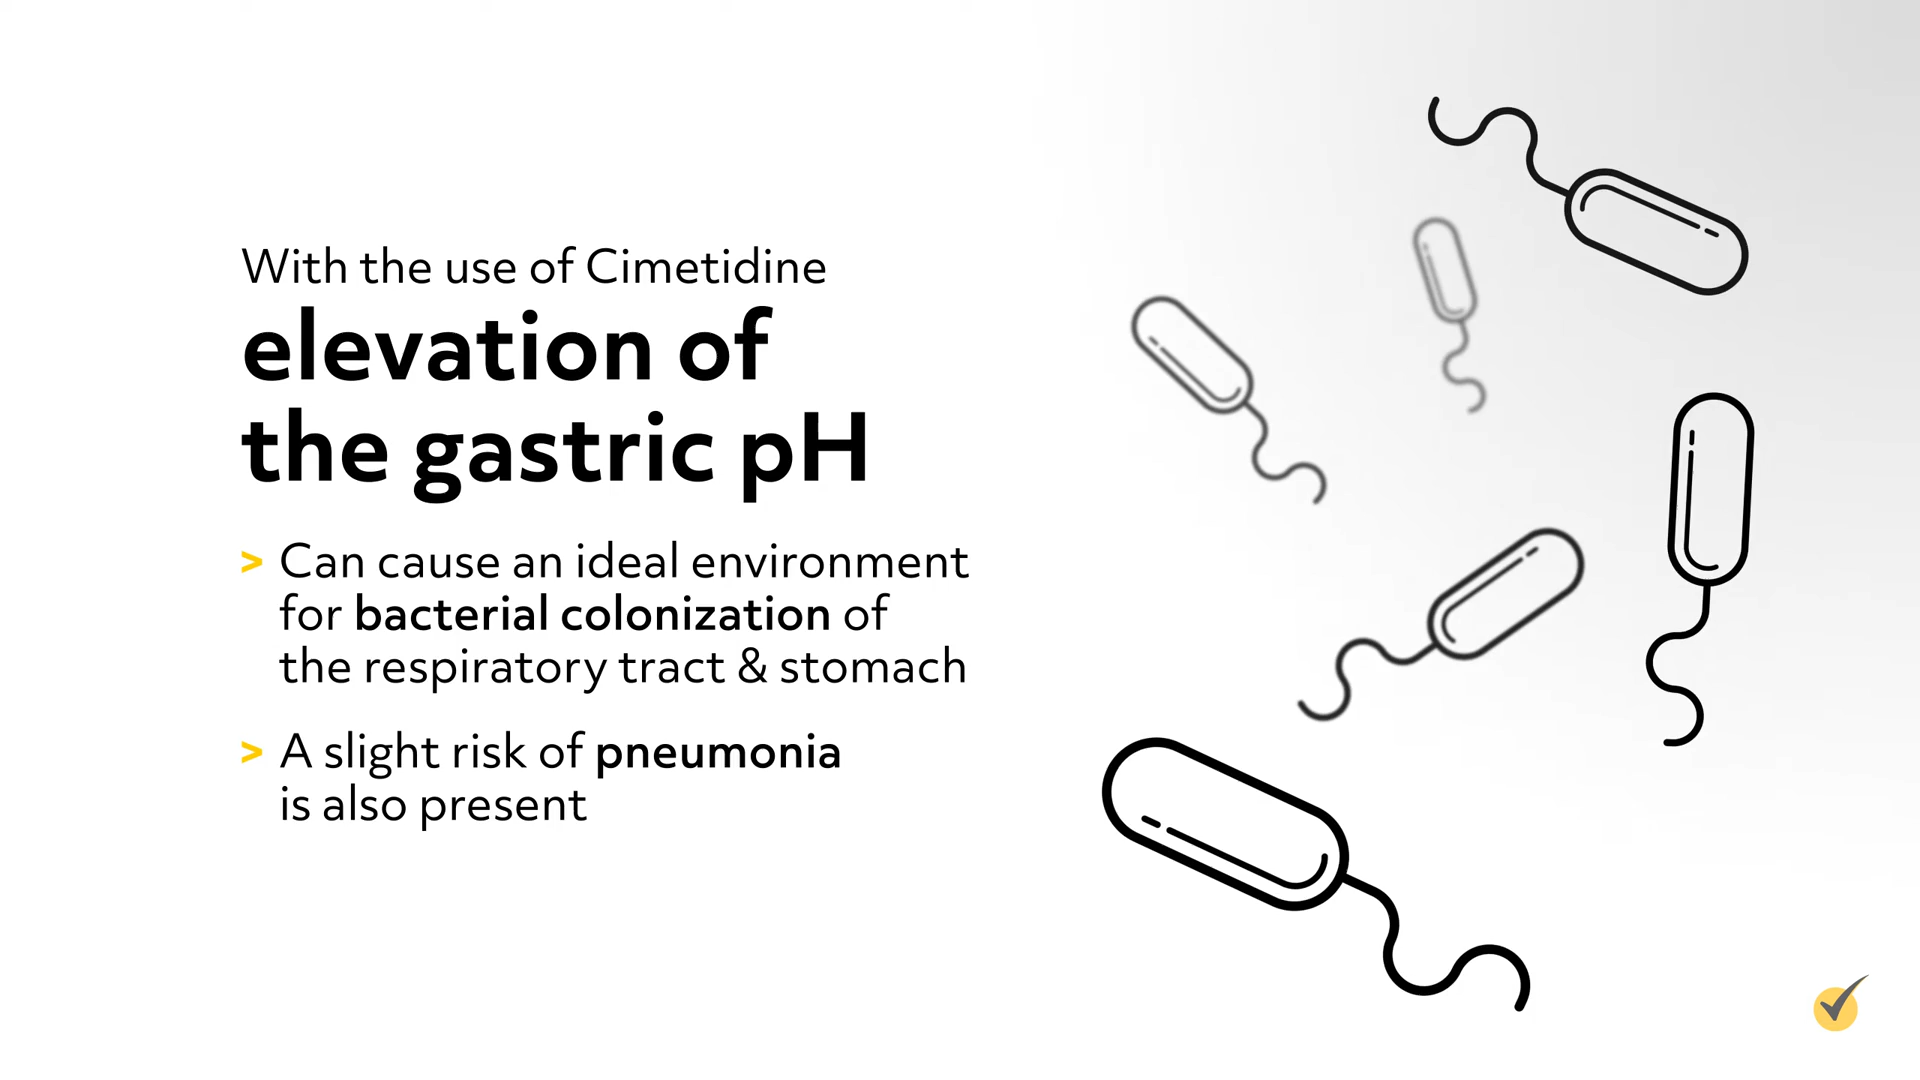 With the use of Cimetidine
elevation of
the gastric pH
> Can cause an ideal environment
for bacterial colonization of
the respiratory tract & stomach
> A slight risk of pneumonia
is also present